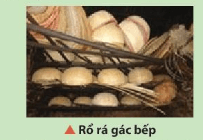 ▲ Rổ rá gác bếp